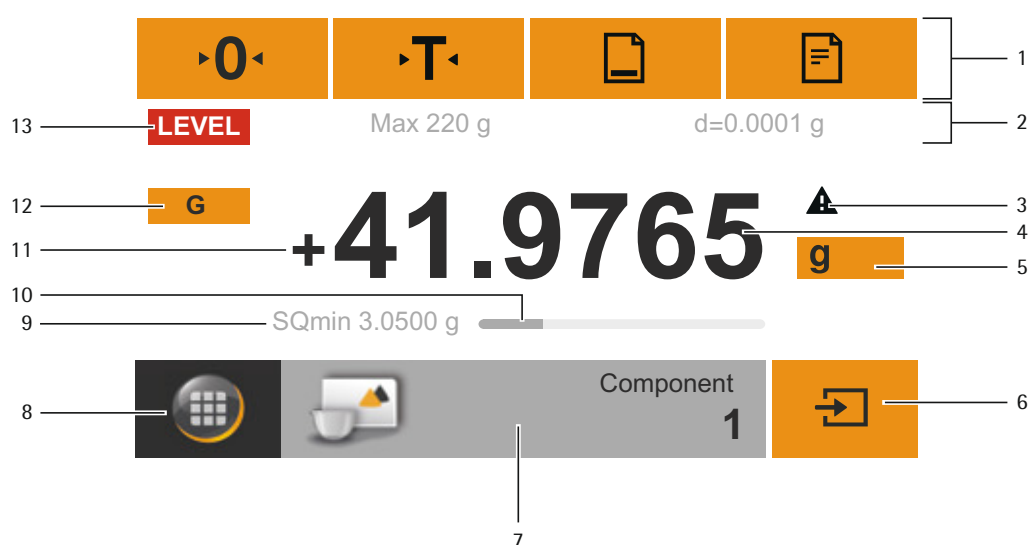 0 T 1
13 LEVEL Max 220 g d=0.0001 g 2
12 G 3
11 +41.9765 4
g 5
10
9 SQmin 3.0500 g
8 Component 6
1
7